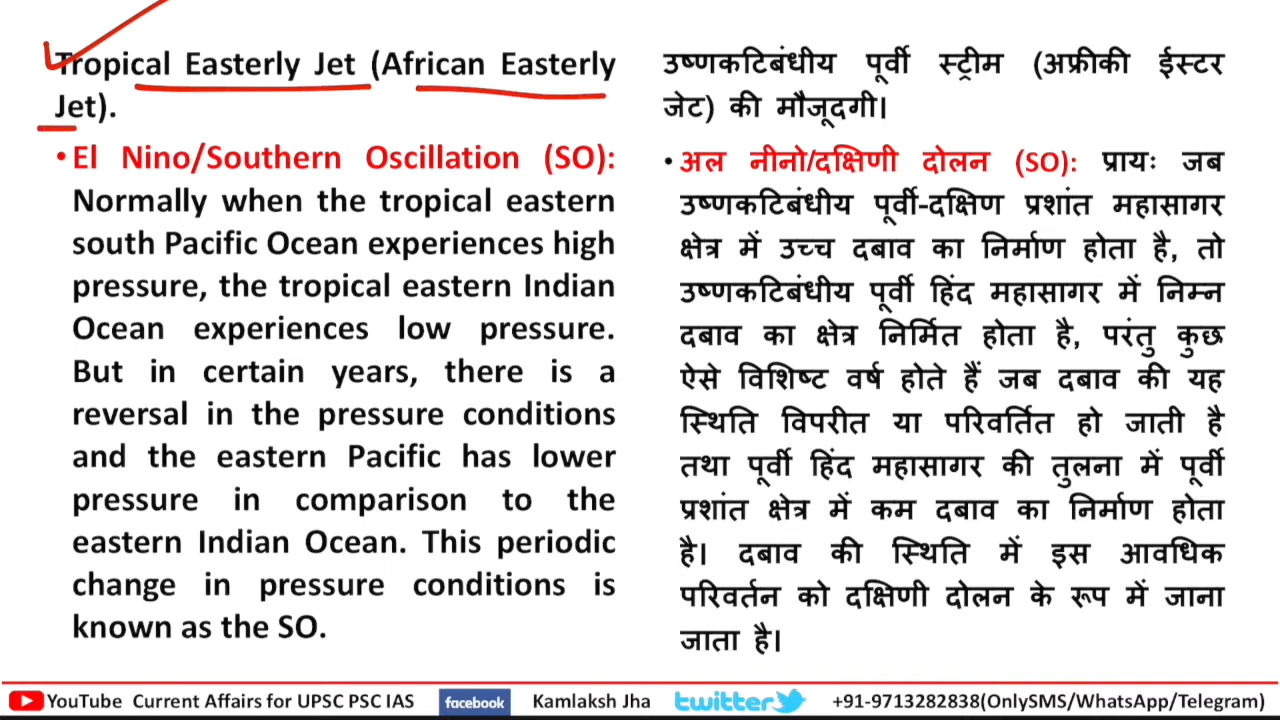 Tropical Easterly Jet (African Easterly
Jet).
• El Nino/Southern Oscillation (SO):
Normally when the tropical eastern
south Pacific Ocean experiences high
pressure, the tropical eastern Indian
Ocean experiences low pressure.
But in certain years, there is a
reversal in the pressure conditions
and the eastern Pacific has lower
pressure in comparison to the
eastern Indian Ocean. This periodic
change in pressure conditions is
known as the SO.
उष्णकटिबंधीय पूर्वी स्ट्रीम (अफ्रीकी ईस्टर
जेट) की मौजूदगी।
• अल नीनो/दक्षिणी दोलन (SO): प्रायः जब
उष्णकटिबंधीय पूर्वी-दक्षिण प्रशांत महासागर
क्षेत्र में उच्च दबाव का निर्माण होता है, तो
उष्णकटिबंधीय पूर्वी हिंद महासागर में निम्न
दबाव का क्षेत्र निर्मित होता है, परंतु कुछ
ऐसे विशिष्ट वर्ष होते हैं जब दबाव की यह
स्थिति विपरीत या परिवर्तित हो जाती है
तथा पूर्वी हिंद महासागर की तुलना में पूर्वी
प्रशांत क्षेत्र में कम दबाव का निर्माण होता
है। दबाव की स्थिति में इस आवधिक
परिवर्तन को दक्षिणी दोलन के रूप में जाना
जाता है।
YouTube Current Affairs for UPSC PSC IAS facebook Kamlaksh Jha twitter +91-9713282838(OnlySMS/WhatsApp/Telegram)